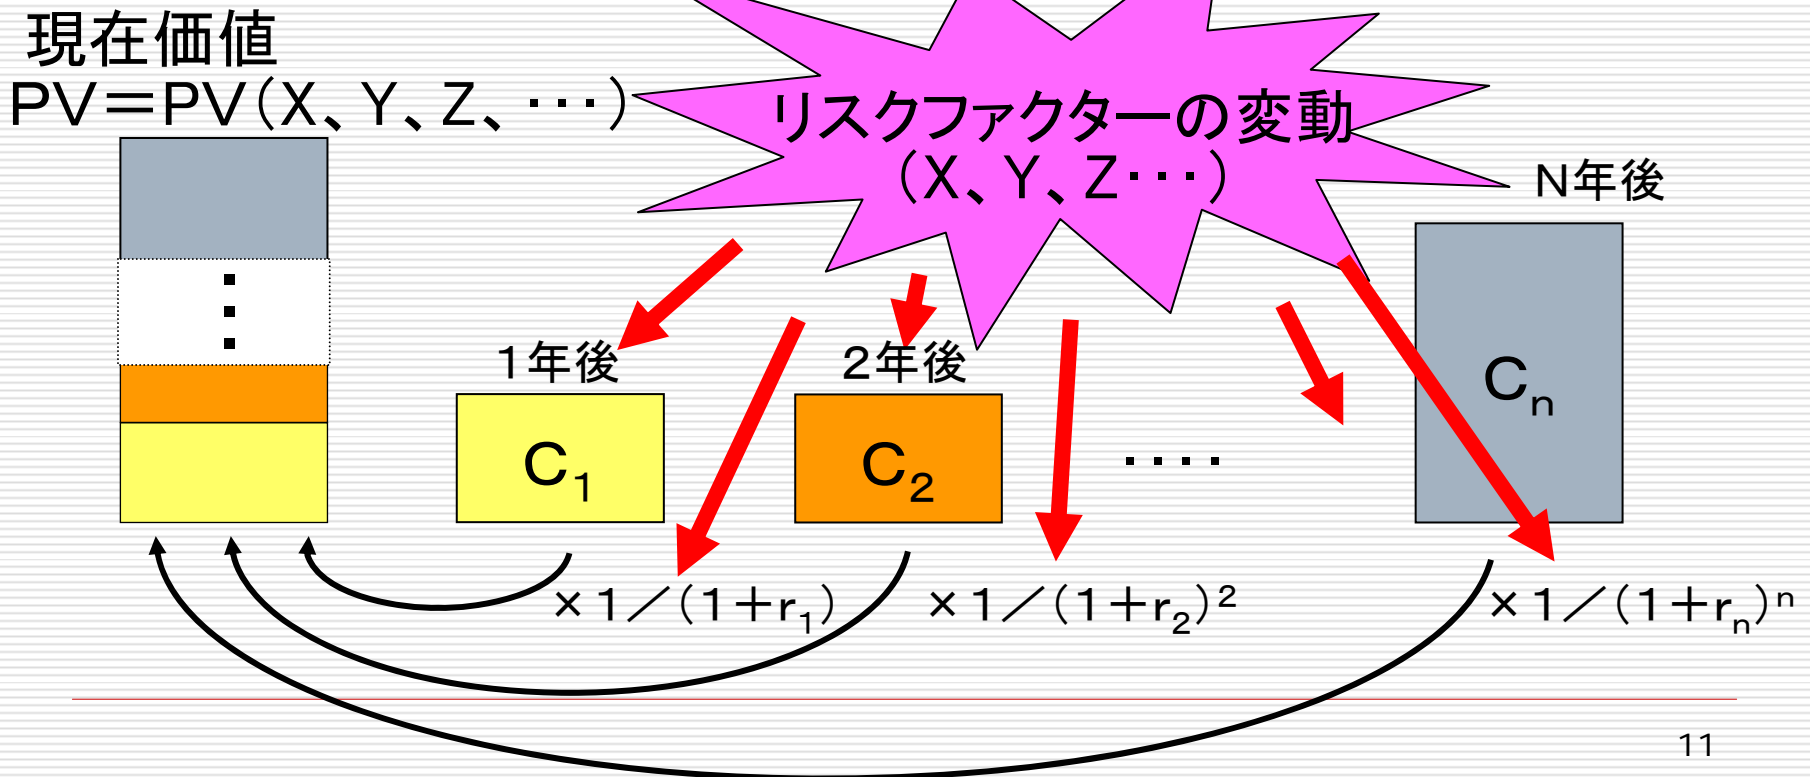 現在価値
PV＝PV(X、Y、Z、・・・)
リスクファクターの変動
(X、Y、Z・・・)
N年後
1年後
2年後
C1
C2
・・・・
Cn
×1／(1＋r1)
×1／(1＋r2)2
×1／(1＋rn)n
11